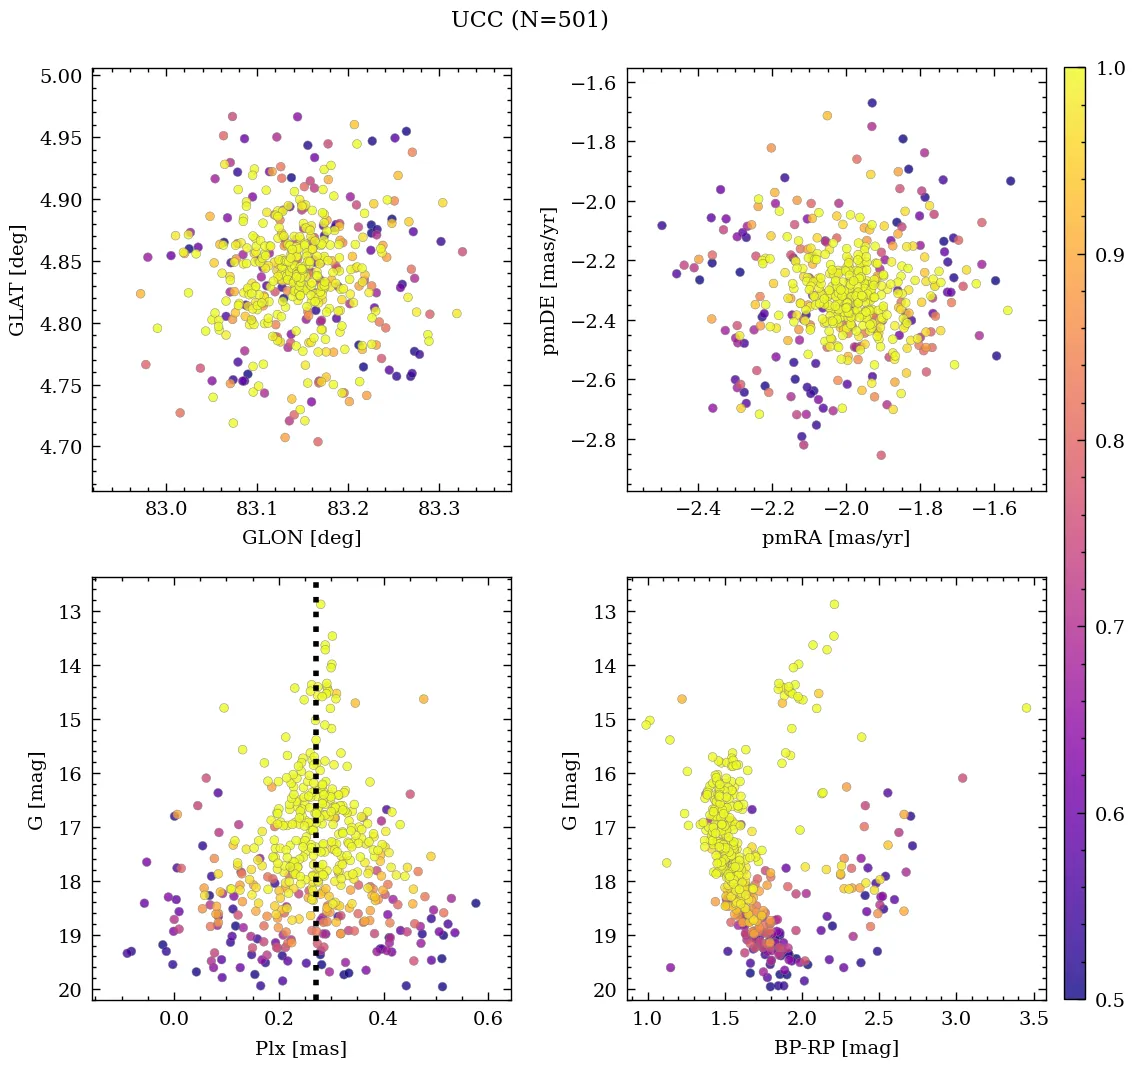 UCC (N=501)
5.00
4.95
4.90
4.85
4.80
4.75
4.70
GLAT [deg]
83.0 83.1 83.2 83.3
GLON [deg]
−1.6
−1.8
−2.0
−2.2
−2.4
−2.6
−2.8
pmDE [mas/yr]
−2.4 −2.2 −2.0 −1.8 −1.6
pmRA [mas/yr]
13
14
15
16
17
18
19
20
G [mag]
0.0 0.2 0.4 0.6
Plx [mas]
13
14
15
16
17
18
19
20
G [mag]
1.0 1.5 2.0 2.5 3.0 3.5
BP-RP [mag]
1.0
0.9
0.8
0.7
0.6
0.5